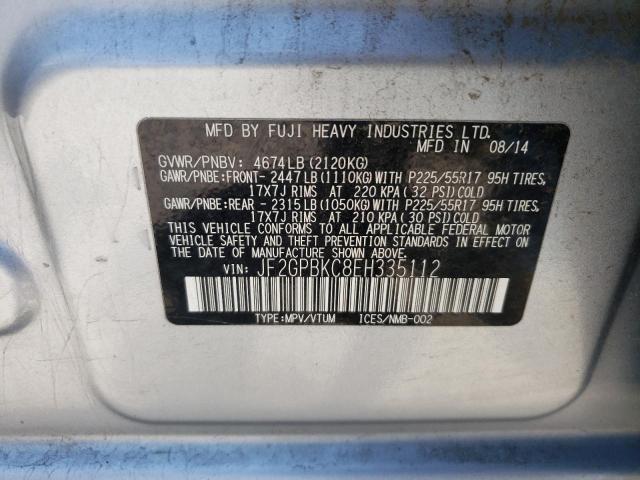 MFD BY FUJI HEAVY INDUSTRIES LTD.
MFD IN 08/14
GVWR/PNBV: 4674LB(2120KG)
GAWR/PNBE:FRONT-2447LB(1110KG)WITH P225/55R17 95H TIRES,
17X7J RIMS AT 220 KPA(32 PSI)COLD
GAWR/PNBE:REAR -2315LB(1050KG)WITH P225/55R17 95H TIRES,
17X7J RIMS AT 210 KPA(30 PSI)COLD
THIS VEHICLE CONFORMS TO ALL APPLICABLE FEDERAL MOTOR
VEHICLE SAFETY AND THEFT PREVENTION STANDARDS IN EFFECT
ON THE DATE OF MANUFACTURE SHOWN ABOVE.
VIN: JF2GPBKC8EH335112
TYPE:MPV/VTUM ICES/NMB-002